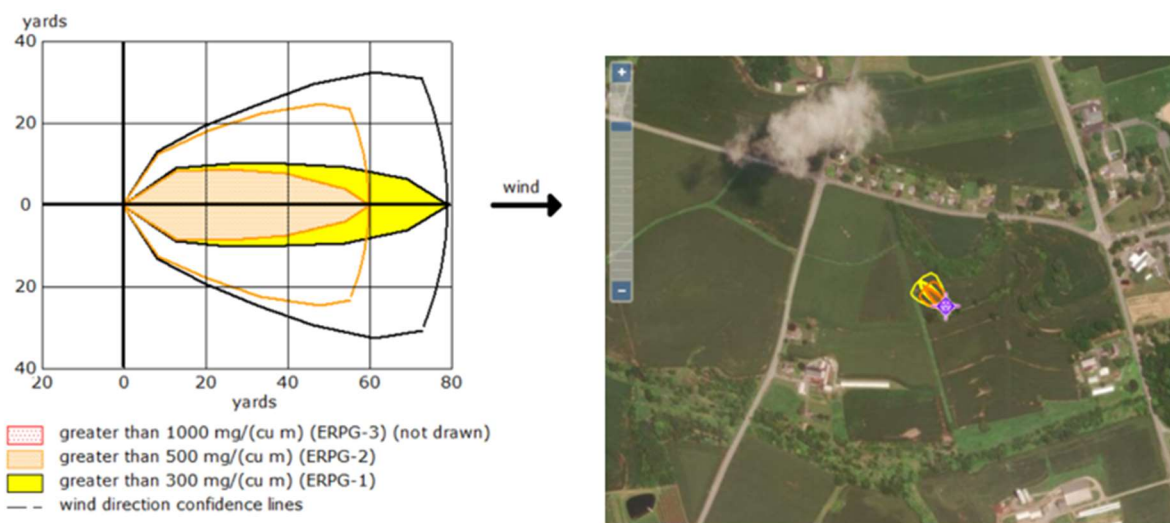 yards
40
20
0
20
40
20 0 20 40 60 80
yards
wind
greater than 1000 mg/(cu m) (ERPG-3) (not drawn)
greater than 500 mg/(cu m) (ERPG-2)
greater than 300 mg/(cu m) (ERPG-1)
wind direction confidence lines
+
−